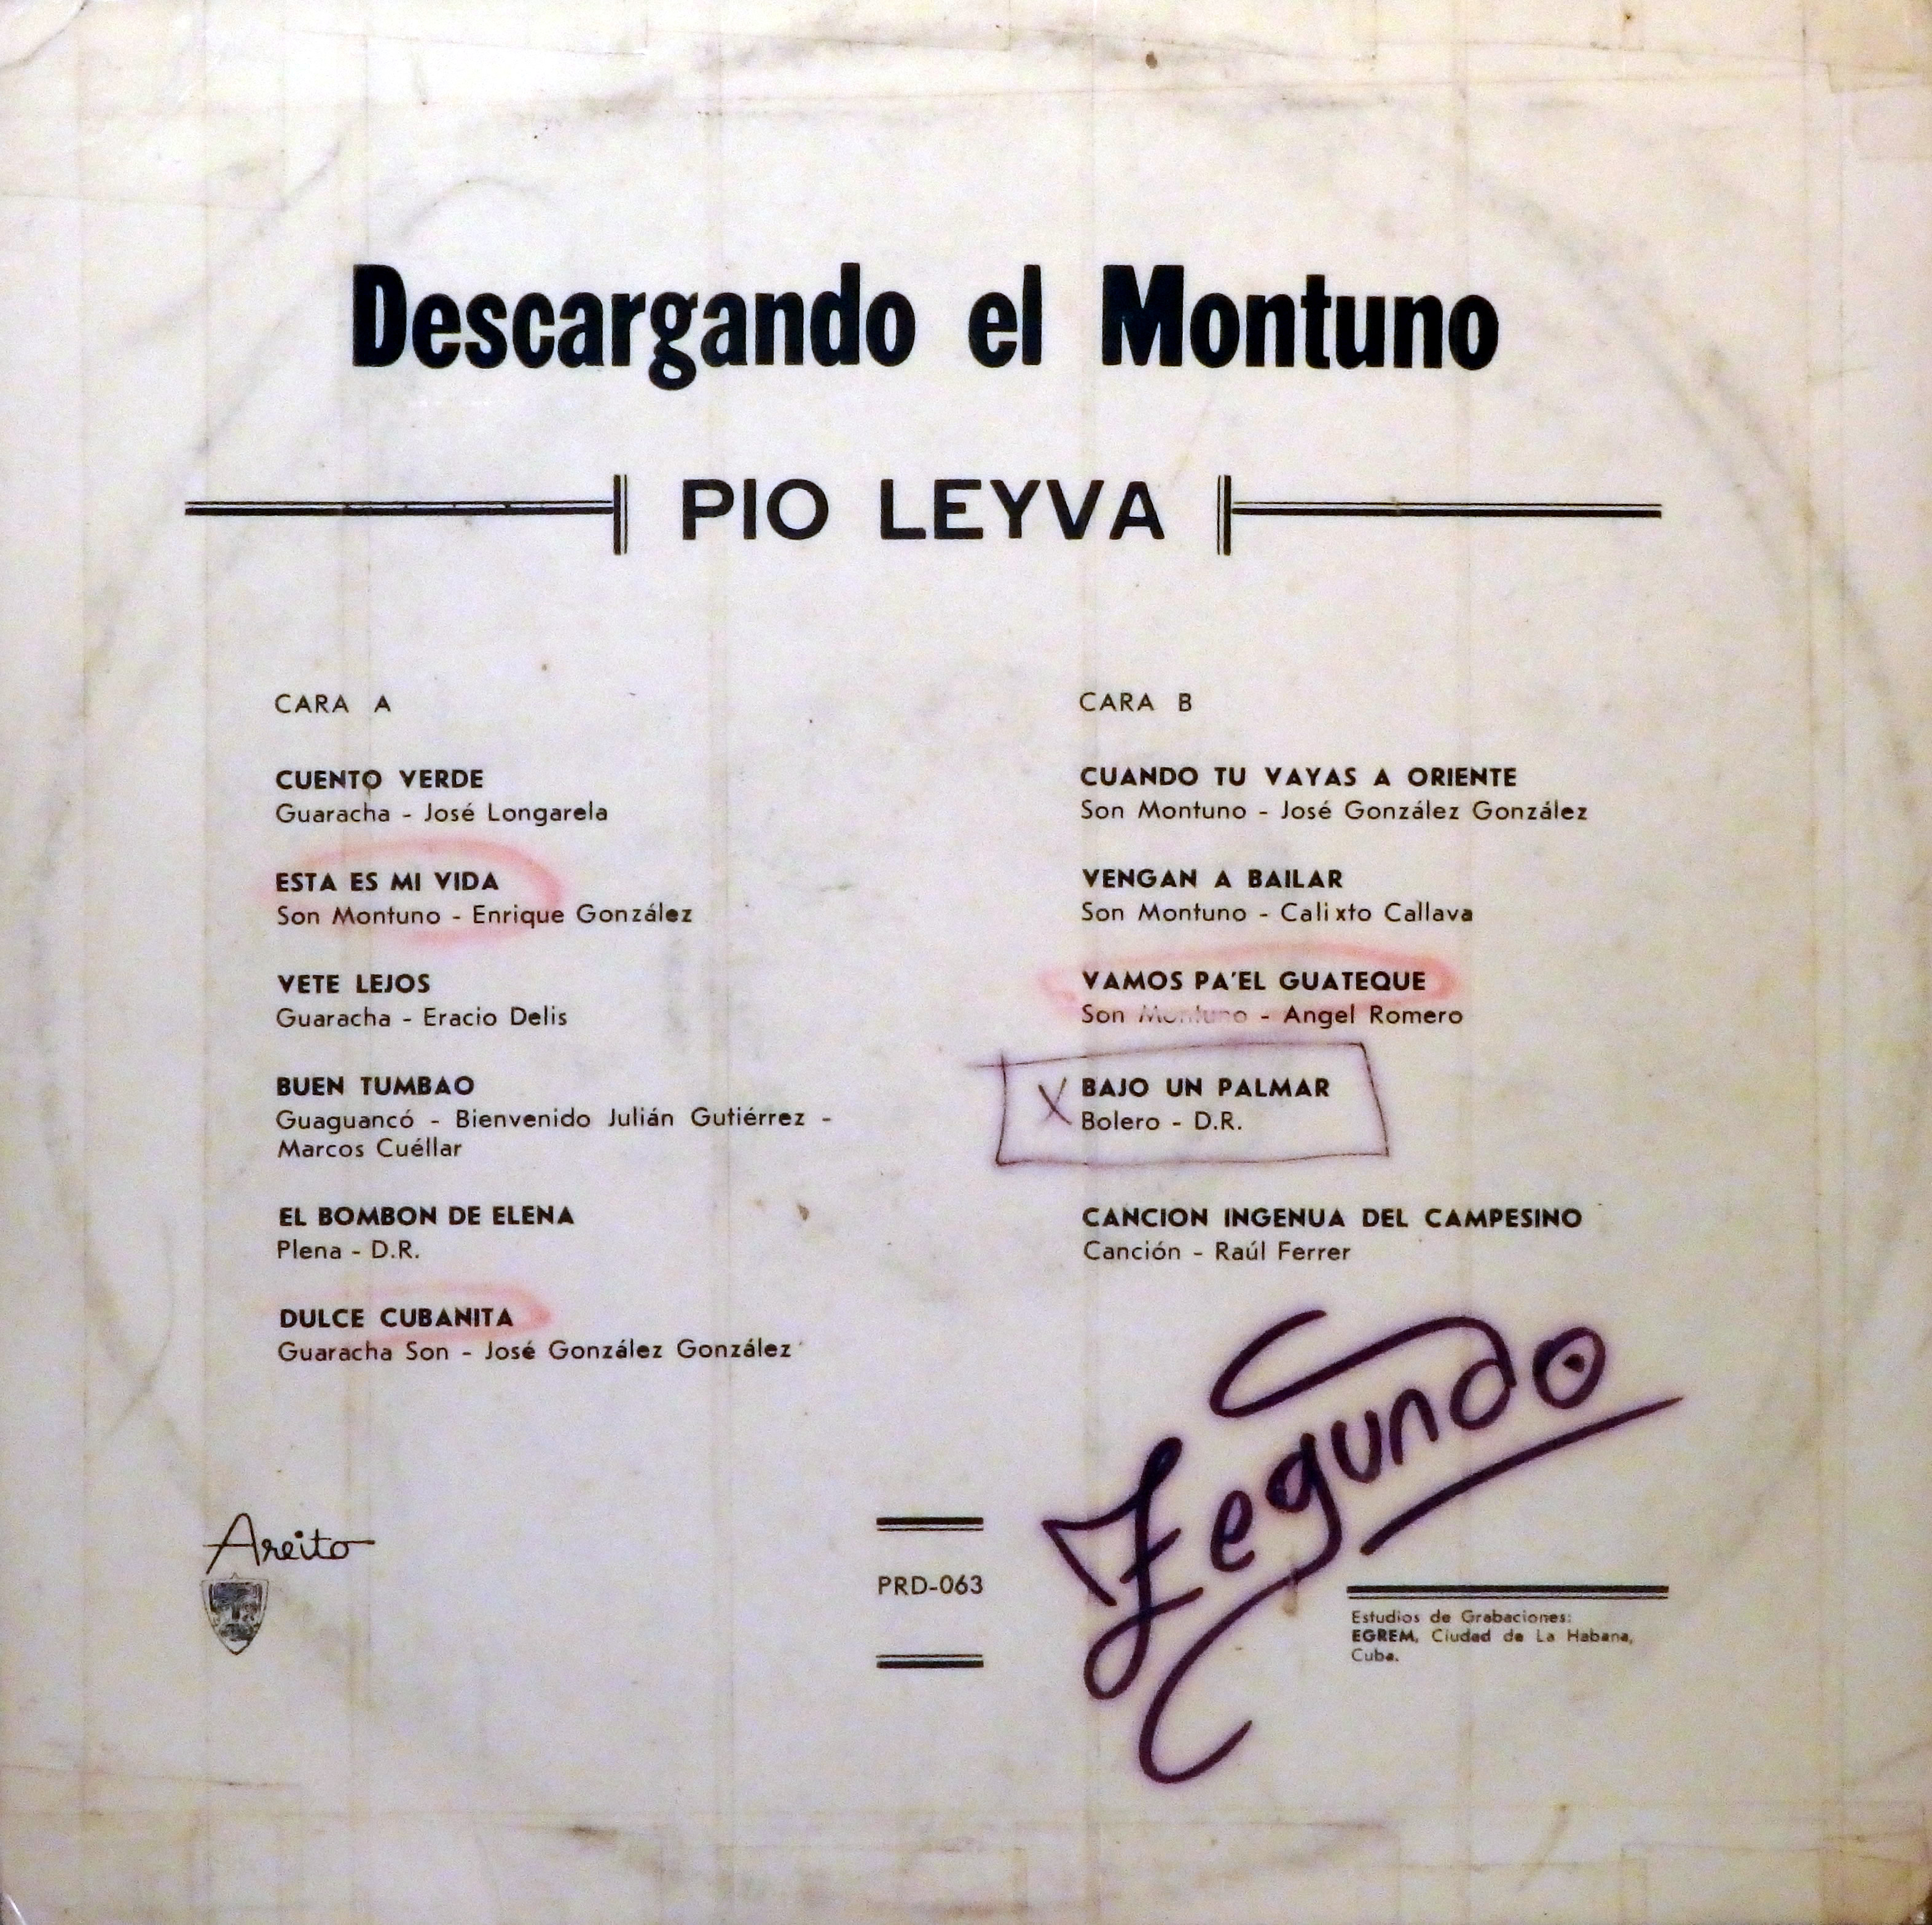 Descargando el Montuno
PIO LEYVA
CARA A
CUENTO VERDE
Guaracha - José Longarela
ESTA ES MI VIDA
Son Montuno - Enrique González
VETE LEJOS
Guaracha - Eracio Delis
BUEN TUMBAO
Guaguancó - Bienvenido Julián Gutiérrez -
Marcos Cuéllar
EL BOMBON DE ELENA
Plena - D.R.
DULCE CUBANITA
Guaracha Son - José González González
CARA B
CUANDO TU VAYAS A ORIENTE
Son Montuno - José González González
VENGAN A BAILAR
Son Montuno - Calixto Callava
VAMOS PA'EL GUATEQUE
Son Montuno - Angel Romero
X BAJO UN PALMAR
Bolero - D.R.
CANCION INGENUA DEL CAMPESINO
Canción - Raúl Ferrer
Zegundo
Areito
PRD-063
Estudios de Grabaciones:
EGREM, Ciudad de La Habana,
Cuba.